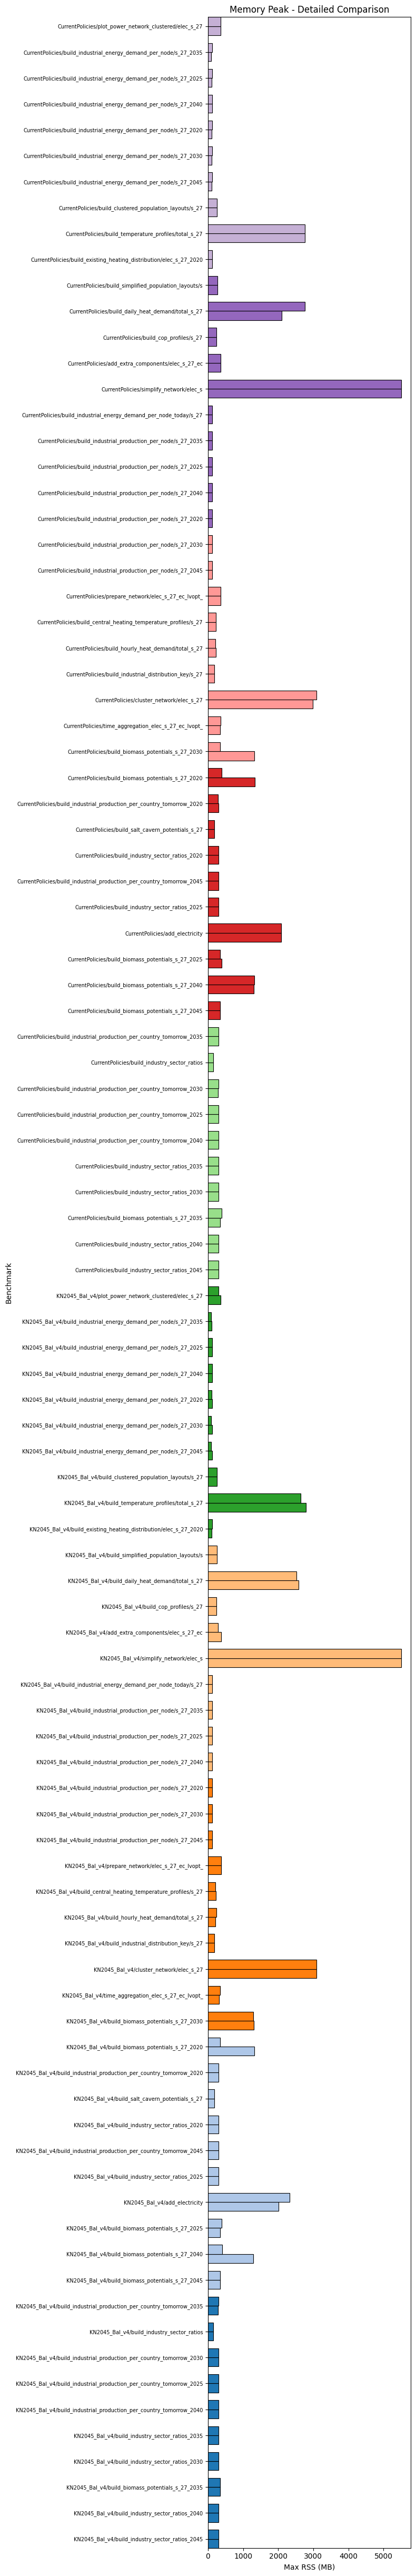 Memory Peak - Detailed Comparison
CurrentPolicies/plot_power_network_clustered/elec_s_27
CurrentPolicies/build_industrial_energy_demand_per_node/s_27_2035
CurrentPolicies/build_industrial_energy_demand_per_node/s_27_2025
CurrentPolicies/build_industrial_energy_demand_per_node/s_27_2040
CurrentPolicies/build_industrial_energy_demand_per_node/s_27_2020
CurrentPolicies/build_industrial_energy_demand_per_node/s_27_2030
CurrentPolicies/build_industrial_energy_demand_per_node/s_27_2045
CurrentPolicies/build_clustered_population_layouts/s_27
CurrentPolicies/build_temperature_profiles/total_s_27
CurrentPolicies/build_existing_heating_distribution/elec_s_27_2020
CurrentPolicies/build_simplified_population_layouts/s
CurrentPolicies/build_daily_heat_demand/total_s_27
CurrentPolicies/build_cop_profiles/s_27
CurrentPolicies/add_extra_components/elec_s_27_ec
CurrentPolicies/simplify_network/elec_s
CurrentPolicies/build_industrial_energy_demand_per_node_today/s_27
CurrentPolicies/build_industrial_production_per_node/s_27_2035
CurrentPolicies/build_industrial_production_per_node/s_27_2025
CurrentPolicies/build_industrial_production_per_node/s_27_2040
CurrentPolicies/build_industrial_production_per_node/s_27_2020
CurrentPolicies/build_industrial_production_per_node/s_27_2030
CurrentPolicies/build_industrial_production_per_node/s_27_2045
CurrentPolicies/prepare_network/elec_s_27_ec_lvopt_
CurrentPolicies/build_central_heating_temperature_profiles/s_27
CurrentPolicies/build_hourly_heat_demand/total_s_27
CurrentPolicies/build_industrial_distribution_key/s_27
CurrentPolicies/cluster_network/elec_s_27
CurrentPolicies/time_aggregation_elec_s_27_ec_lvopt_
CurrentPolicies/build_biomass_potentials_s_27_2030
CurrentPolicies/build_biomass_potentials_s_27_2020
CurrentPolicies/build_industrial_production_per_country_tomorrow_2020
CurrentPolicies/build_salt_cavern_potentials_s_27
CurrentPolicies/build_industry_sector_ratios_2020
CurrentPolicies/build_industrial_production_per_country_tomorrow_2045
CurrentPolicies/build_industry_sector_ratios_2025
CurrentPolicies/add_electricity
CurrentPolicies/build_biomass_potentials_s_27_2025
CurrentPolicies/build_biomass_potentials_s_27_2040
CurrentPolicies/build_biomass_potentials_s_27_2045
CurrentPolicies/build_industrial_production_per_country_tomorrow_2035
CurrentPolicies/build_industry_sector_ratios
CurrentPolicies/build_industrial_production_per_country_tomorrow_2030
CurrentPolicies/build_industrial_production_per_country_tomorrow_2025
CurrentPolicies/build_industrial_production_per_country_tomorrow_2040
CurrentPolicies/build_industry_sector_ratios_2035
CurrentPolicies/build_industry_sector_ratios_2030
CurrentPolicies/build_biomass_potentials_s_27_2035
CurrentPolicies/build_industry_sector_ratios_2040
CurrentPolicies/build_industry_sector_ratios_2045
Benchmark
KN2045_Bal_v4/plot_power_network_clustered/elec_s_27
KN2045_Bal_v4/build_industrial_energy_demand_per_node/s_27_2035
KN2045_Bal_v4/build_industrial_energy_demand_per_node/s_27_2025
KN2045_Bal_v4/build_industrial_energy_demand_per_node/s_27_2040
KN2045_Bal_v4/build_industrial_energy_demand_per_node/s_27_2020
KN2045_Bal_v4/build_industrial_energy_demand_per_node/s_27_2030
KN2045_Bal_v4/build_industrial_energy_demand_per_node/s_27_2045
KN2045_Bal_v4/build_clustered_population_layouts/s_27
KN2045_Bal_v4/build_temperature_profiles/total_s_27
KN2045_Bal_v4/build_existing_heating_distribution/elec_s_27_2020
KN2045_Bal_v4/build_simplified_population_layouts/s
KN2045_Bal_v4/build_daily_heat_demand/total_s_27
KN2045_Bal_v4/build_cop_profiles/s_27
KN2045_Bal_v4/add_extra_components/elec_s_27_ec
KN2045_Bal_v4/simplify_network/elec_s
KN2045_Bal_v4/build_industrial_energy_demand_per_node_today/s_27
KN2045_Bal_v4/build_industrial_production_per_node/s_27_2035
KN2045_Bal_v4/build_industrial_production_per_node/s_27_2025
KN2045_Bal_v4/build_industrial_production_per_node/s_27_2040
KN2045_Bal_v4/build_industrial_production_per_node/s_27_2020
KN2045_Bal_v4/build_industrial_production_per_node/s_27_2030
KN2045_Bal_v4/build_industrial_production_per_node/s_27_2045
KN2045_Bal_v4/prepare_network/elec_s_27_ec_lvopt_
KN2045_Bal_v4/build_central_heating_temperature_profiles/s_27
KN2045_Bal_v4/build_hourly_heat_demand/total_s_27
KN2045_Bal_v4/build_industrial_distribution_key/s_27
KN2045_Bal_v4/cluster_network/elec_s_27
KN2045_Bal_v4/time_aggregation_elec_s_27_ec_lvopt_
KN2045_Bal_v4/build_biomass_potentials_s_27_2030
KN2045_Bal_v4/build_biomass_potentials_s_27_2020
KN2045_Bal_v4/build_industrial_production_per_country_tomorrow_2020
KN2045_Bal_v4/build_salt_cavern_potentials_s_27
KN2045_Bal_v4/build_industry_sector_ratios_2020
KN2045_Bal_v4/build_industrial_production_per_country_tomorrow_2045
KN2045_Bal_v4/build_industry_sector_ratios_2025
KN2045_Bal_v4/add_electricity
KN2045_Bal_v4/build_biomass_potentials_s_27_2025
KN2045_Bal_v4/build_biomass_potentials_s_27_2040
KN2045_Bal_v4/build_biomass_potentials_s_27_2045
KN2045_Bal_v4/build_industrial_production_per_country_tomorrow_2035
KN2045_Bal_v4/build_industry_sector_ratios
KN2045_Bal_v4/build_industrial_production_per_country_tomorrow_2030
KN2045_Bal_v4/build_industrial_production_per_country_tomorrow_2025
KN2045_Bal_v4/build_industrial_production_per_country_tomorrow_2040
KN2045_Bal_v4/build_industry_sector_ratios_2035
KN2045_Bal_v4/build_industry_sector_ratios_2030
KN2045_Bal_v4/build_biomass_potentials_s_27_2035
KN2045_Bal_v4/build_industry_sector_ratios_2040
KN2045_Bal_v4/build_industry_sector_ratios_2045
0 1000 2000 3000 4000 5000
Max RSS (MB)